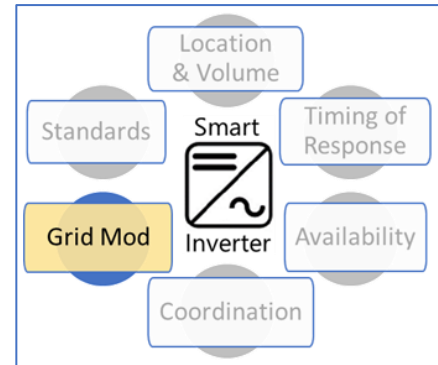 Location
& Volume
Standards
Smart
Timing of
Response
Grid Mod
Inverter
Availability
Coordination